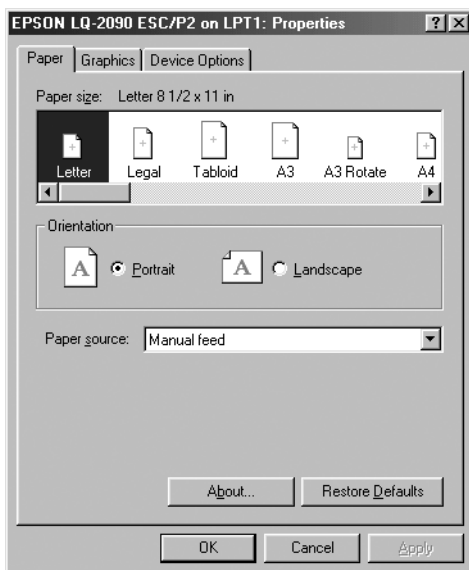 EPSON LQ-2090 ESC/P2 on LPT1: Properties
Paper Graphics Device Options
Paper size: Letter 8 1/2 x 11 in
Letter Legal Tabloid A3 A3 Rotate A4
Orientation
A Portrait A Landscape
Paper source: Manual feed
About... Restore Defaults
OK Cancel Apply